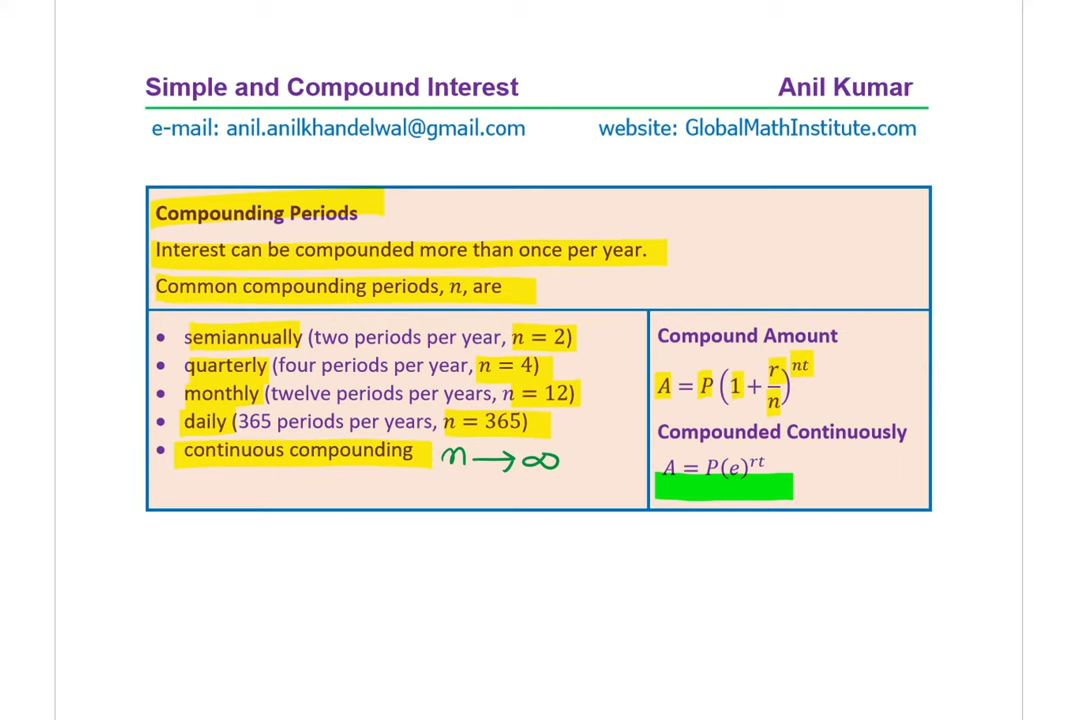 Simple and Compound Interest Anil Kumar
e-mail: anil.anilkhandelwal@gmail.com website: GlobalMathInstitute.com
Compounding Periods
Interest can be compounded more than once per year.
Common compounding periods, n, are
• semiannually (two periods per year, n = 2)
• quarterly (four periods per year, n = 4)
• monthly (twelve periods per years, n = 12)
• daily (365 periods per years, n = 365)
• continuous compounding n → ∞
Compound Amount
A = P(1 + r/n)^nt
Compounded Continuously
A = P(e)^rt